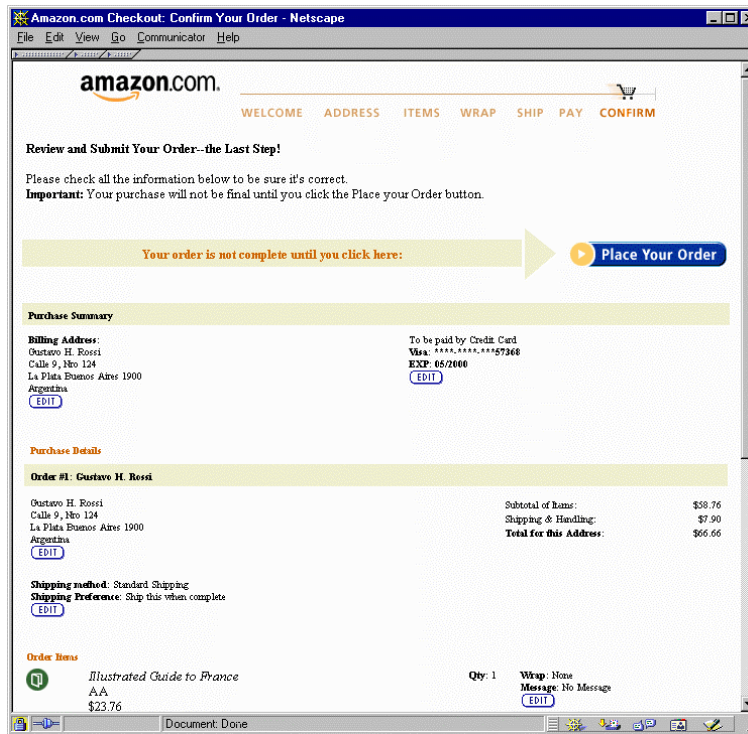 Amazon.com Checkout: Confirm Your Order - Netscape
File Edit View Go Communicator Help
amazon.com.
WELCOME ADDRESS ITEMS WRAP SHIP PAY CONFIRM
Review and Submit Your Order--the Last Step!
Please check all the information below to be sure it's correct.
Important: Your purchase will not be final until you click the Place your Order button.
Your order is not complete until you click here:
Place Your Order
Purchase Summary
Billing Address:
Gustavo H. Rossi
Calle 9, Nro 124
La Plata Buenos Aires 1900
Argentina
EDIT
To be paid by Credit Card
Visa: ****-****-***57368
EXP: 05/2000
EDIT
Purchase Details
Order #1: Gustavo H. Rossi
Gustavo H. Rossi
Calle 9, Nro 124
La Plata Buenos Aires 1900
Argentina
EDIT
Subtotal of Items: $58.76
Shipping & Handling: $7.90
Total for this Address: $66.66
Shipping method: Standard Shipping
Shipping Preference: Ship this when complete
EDIT
Order Items
Illustrated Guide to France
AA
$23.76
Qty: 1
Wrap: None
Message: No Message
EDIT
Document: Done